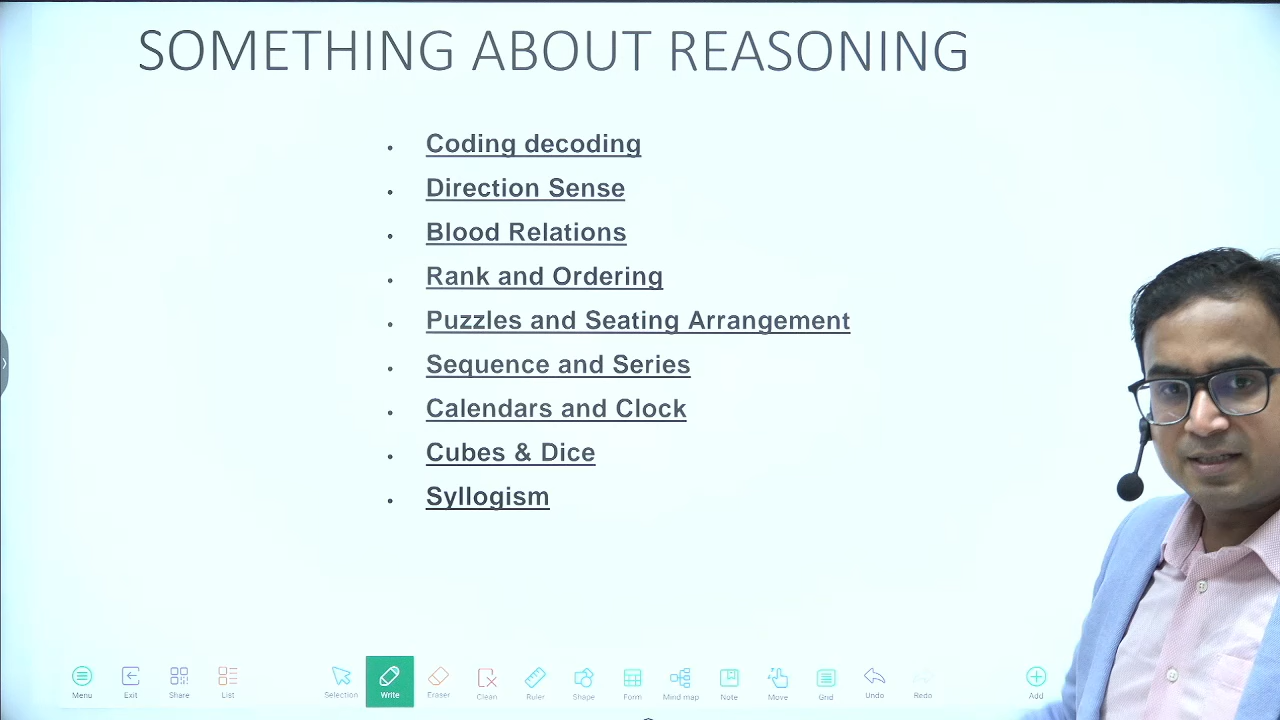 SOMETHING ABOUT REASONING
• Coding decoding
• Direction Sense
• Blood Relations
• Rank and Ordering
• Puzzles and Seating Arrangement
• Sequence and Series
• Calendars and Clock
• Cubes & Dice
• Syllogism
Menu Exit Share List Selection Write Eraser Clean Ruler Shape Form Mind map Note Move Grid Undo Redo Add